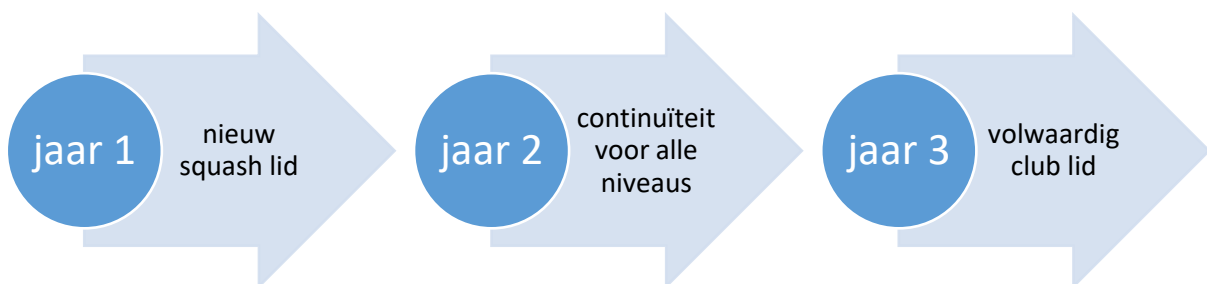 jaar 1
nieuw
squash lid
jaar 2
continuïteit
voor alle
niveaus
jaar 3
volwaardig
club lid